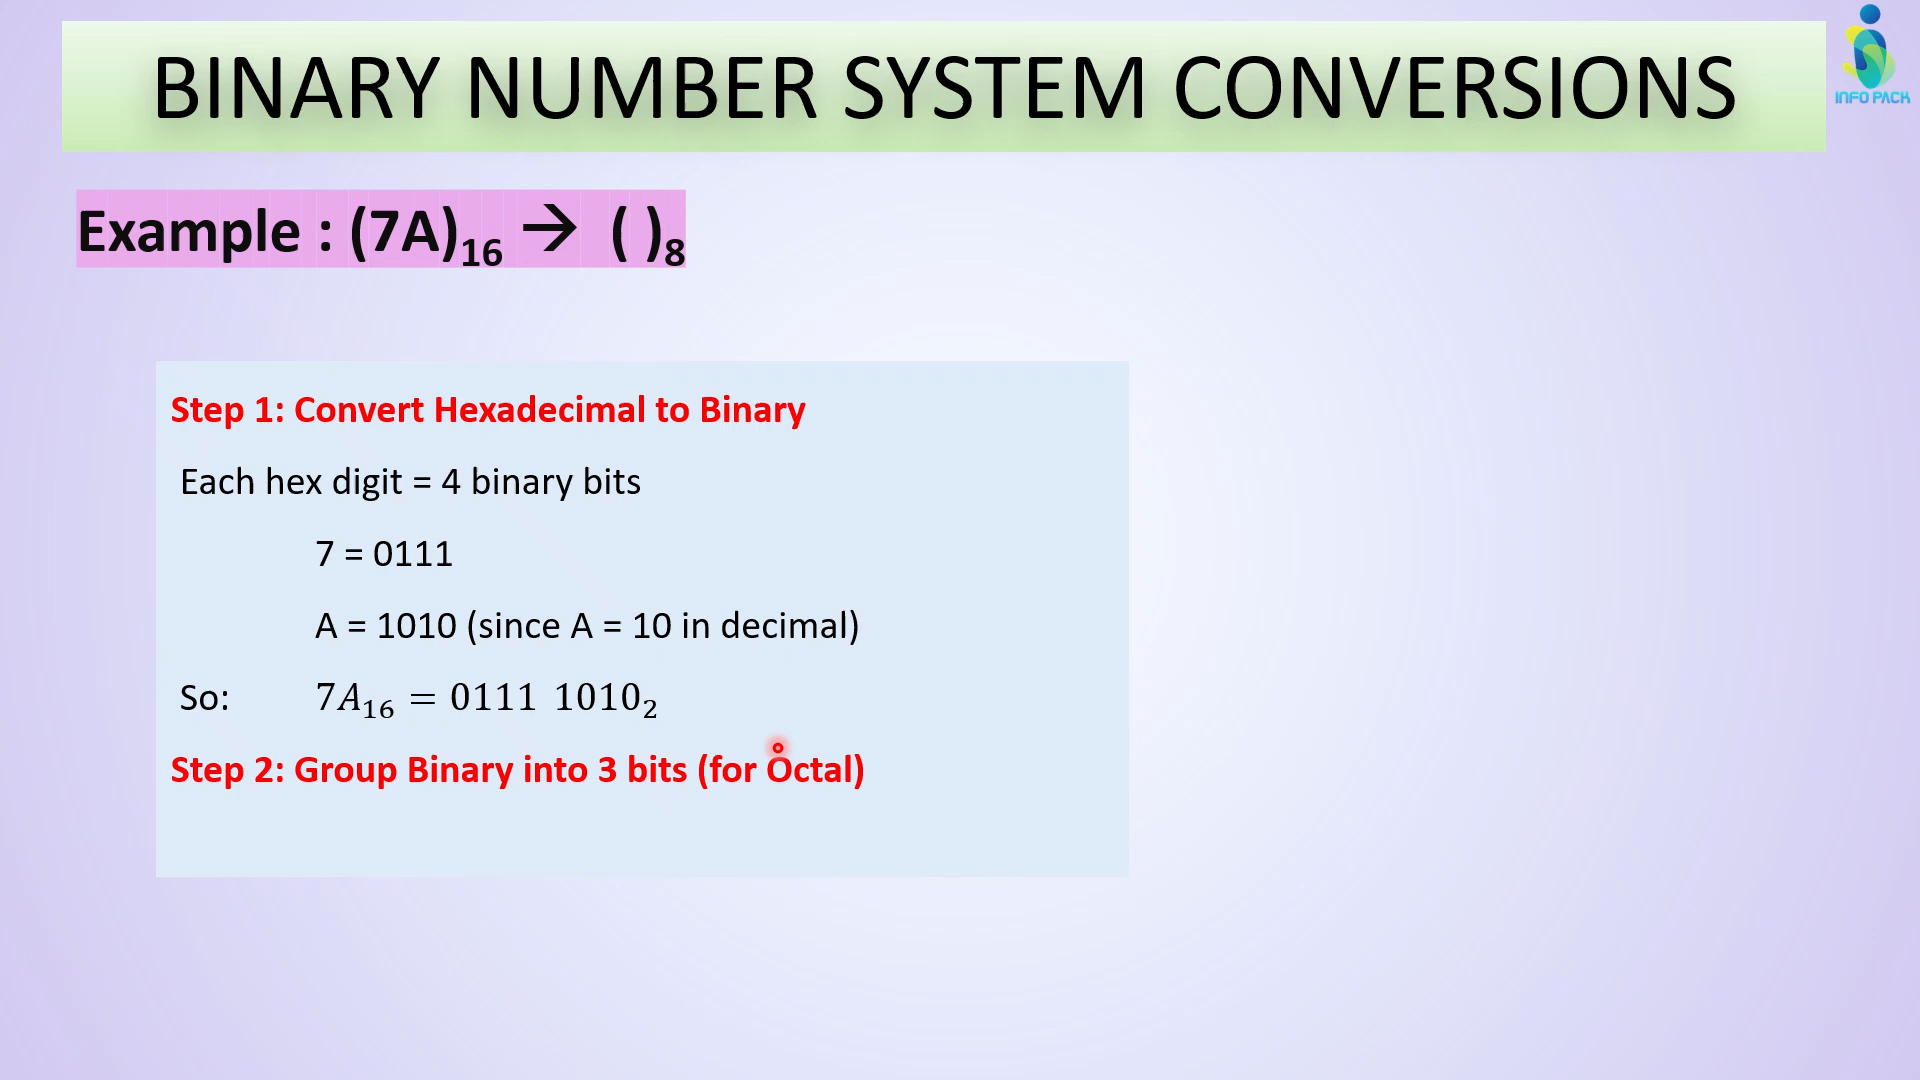 BINARY NUMBER SYSTEM CONVERSIONS
INFO PACK
Example : (7A)₁₆ → ( )₈
Step 1: Convert Hexadecimal to Binary
Each hex digit = 4 binary bits
7 = 0111
A = 1010 (since A = 10 in decimal)
So: 7A₁₆ = 0111 1010₂
Step 2: Group Binary into 3 bits (for Octal)